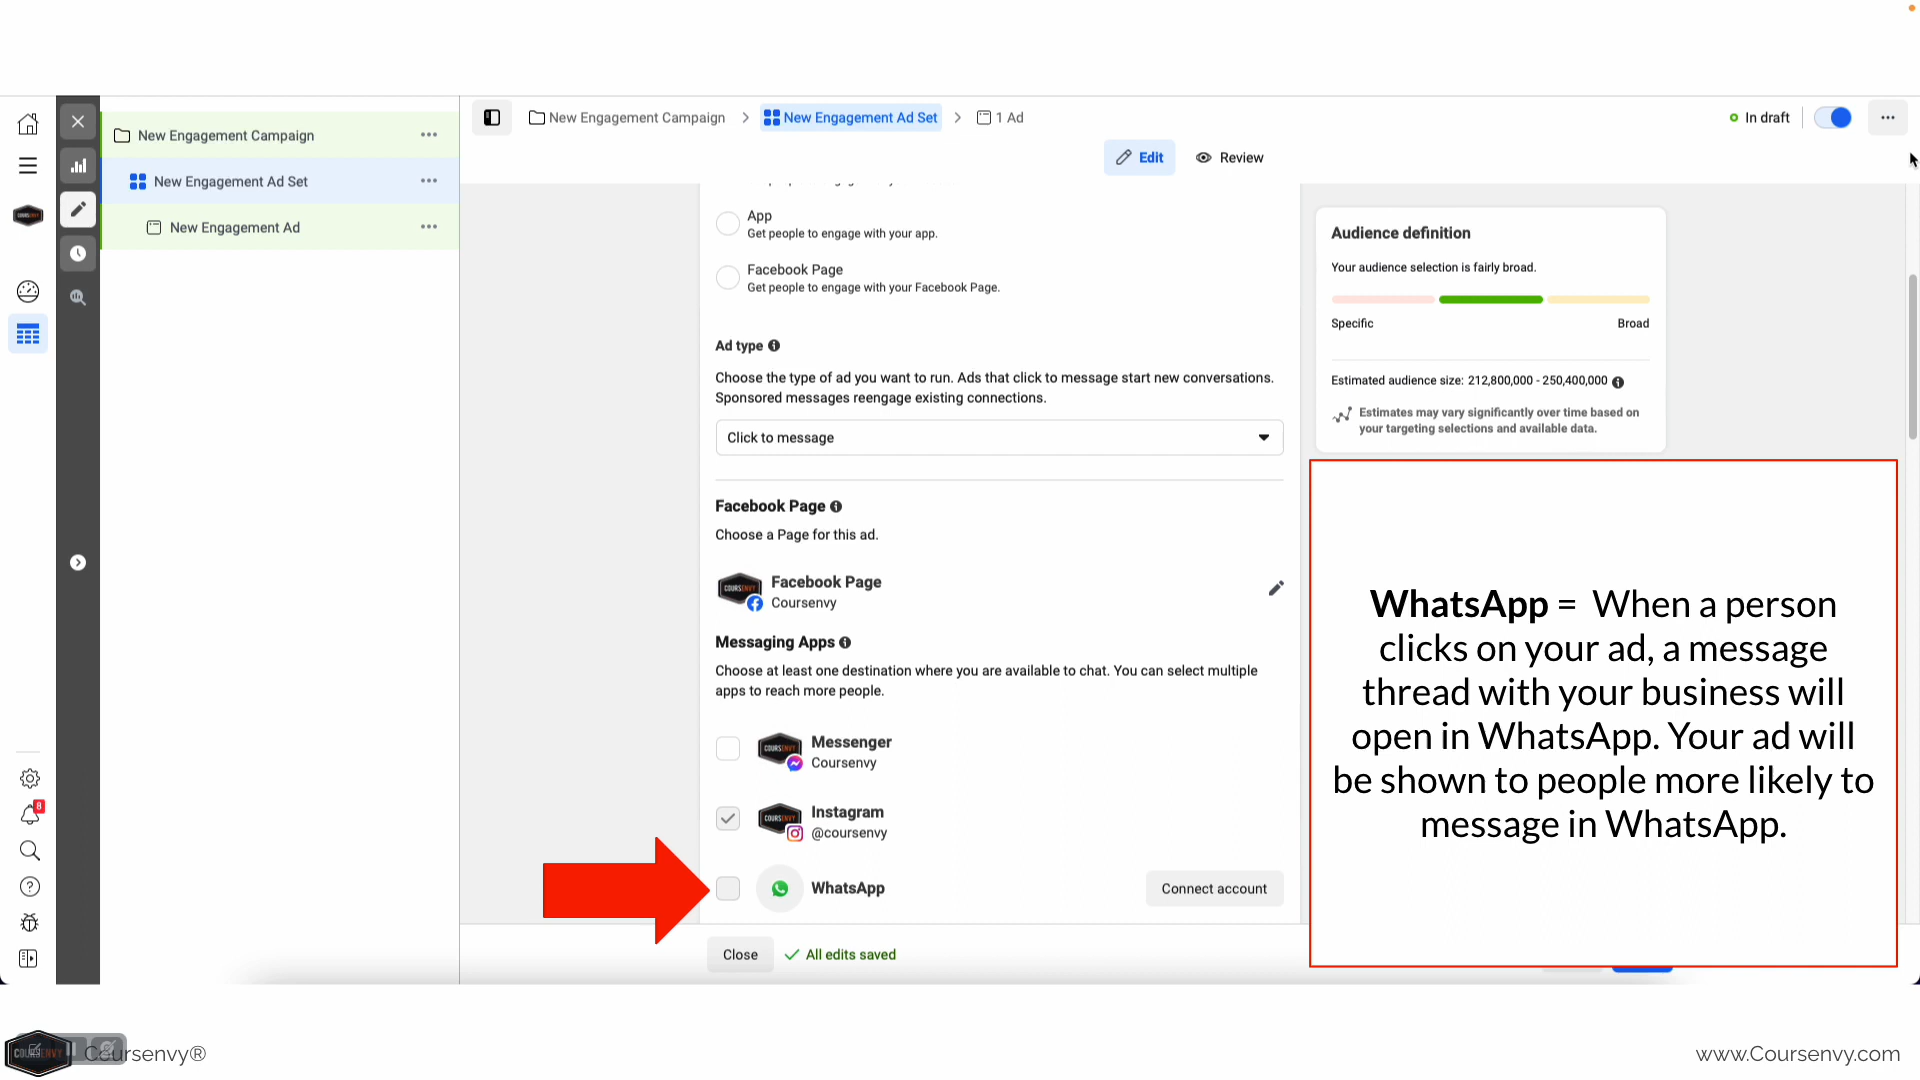 New Engagement Campaign
New Engagement Ad Set
New Engagement Ad
New Engagement Campaign
New Engagement Ad Set
1 Ad
In draft
Edit
Review
App
Get people to engage with your app.
Facebook Page
Get people to engage with your Facebook Page.
Ad type
Choose the type of ad you want to run. Ads that click to message start new conversations.
Sponsored messages reengage existing connections.
Click to message
Facebook Page
Choose a Page for this ad.
Facebook Page
Coursenvy
Messaging Apps
Choose at least one destination where you are available to chat. You can select multiple
apps to reach more people.
Messenger
Coursenvy
Instagram
@coursenvy
WhatsApp
Connect account
Close
All edits saved
Audience definition
Your audience selection is fairly broad.
Specific
Broad
Estimated audience size: 212,800,000 - 250,400,000
Estimates may vary significantly over time based on
your targeting selections and available data.
WhatsApp = When a person
clicks on your ad, a message
thread with your business will
open in WhatsApp. Your ad will
be shown to people more likely to
message in WhatsApp.
8
Coursenvy®
www.Coursenvy.com